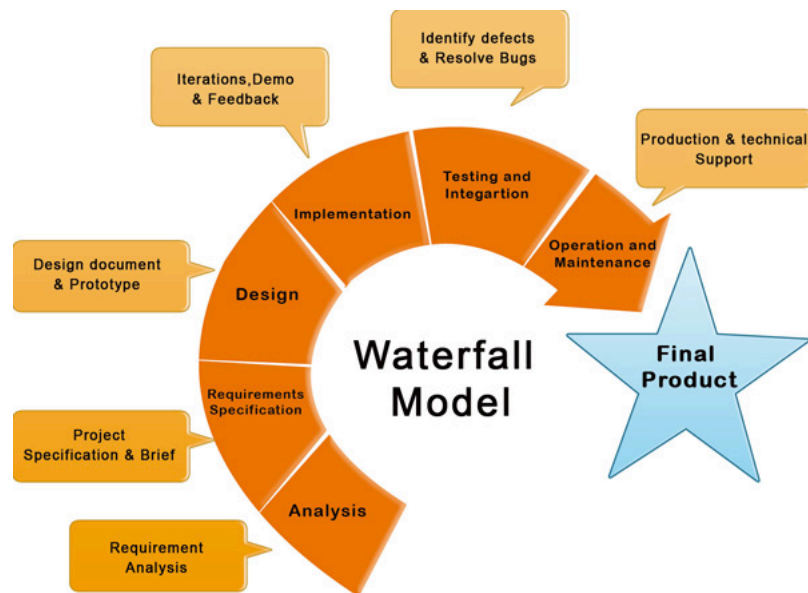 Identify defects
& Resolve Bugs
Iterations,Demo
& Feedback
Production & technical
Support
Testing and
Integartion
Implementation
Operation and
Maintenance
Design document
& Prototype
Design
Waterfall
Model
Final
Product
Requirements
Specification
Project
Specification & Brief
Analysis
Requirement
Analysis